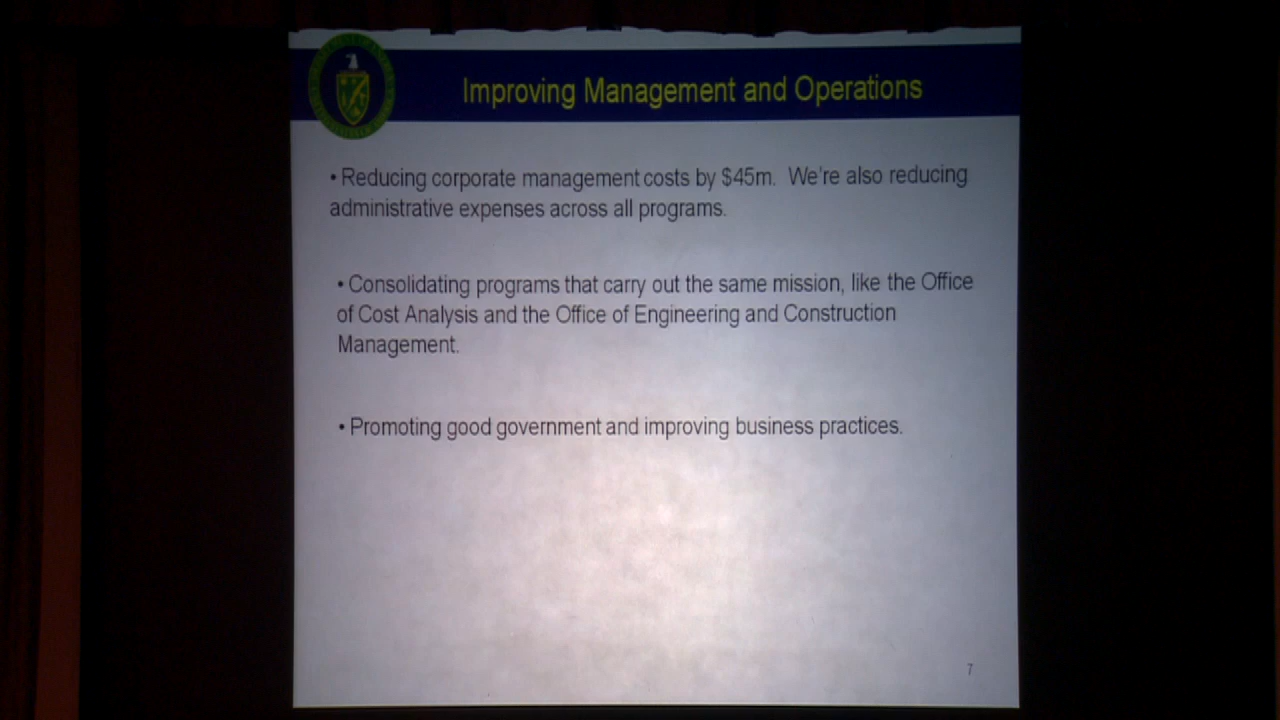 Improving Management and Operations
• Reducing corporate management costs by $45m. We're also reducing
administrative expenses across all programs.
• Consolidating programs that carry out the same mission, like the Office
of Cost Analysis and the Office of Engineering and Construction
Management.
• Promoting good government and improving business practices.
7